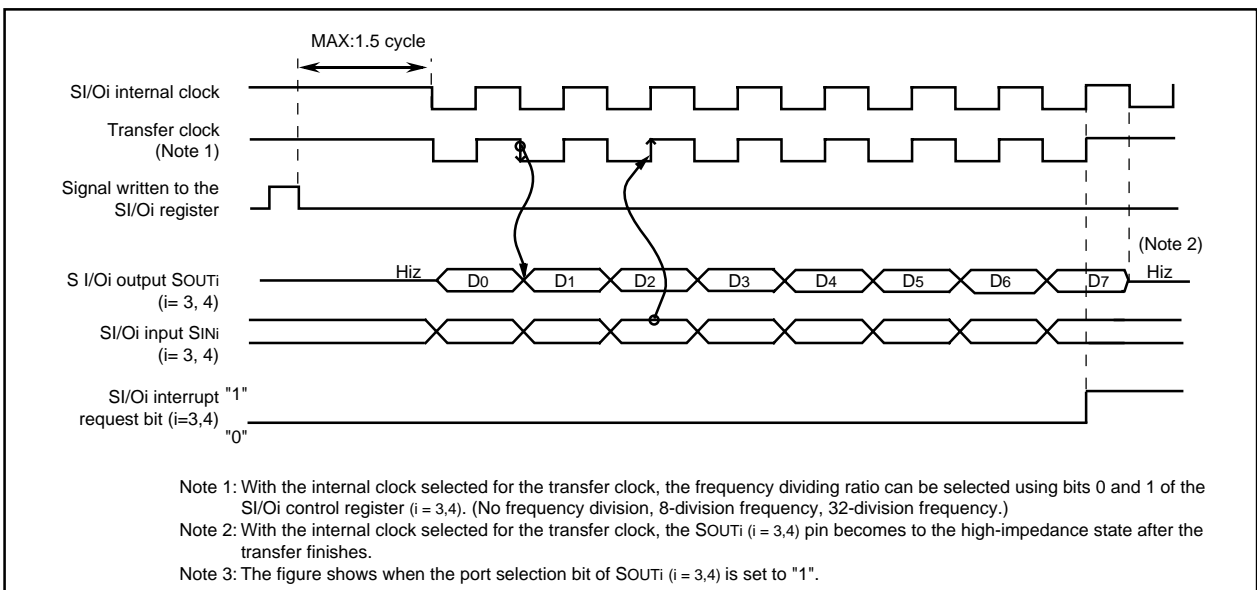 MAX:1.5 cycle
SI/Oi internal clock
Transfer clock
(Note 1)
Signal written to the
SI/Oi register
(Note 2)
S I/Oi output SOUTi
(i= 3, 4)
Hiz
D0
D1
D2
D3
D4
D5
D6
D7
Hiz
SI/Oi input SINi
(i= 3, 4)
SI/Oi interrupt "1"
request bit (i=3,4)
"0"
Note 1: With the internal clock selected for the transfer clock, the frequency dividing ratio can be selected using bits 0 and 1 of the
SI/Oi control register (i = 3,4). (No frequency division, 8-division frequency, 32-division frequency.)
Note 2: With the internal clock selected for the transfer clock, the SOUTi (i = 3,4) pin becomes to the high-impedance state after the
transfer finishes.
Note 3: The figure shows when the port selection bit of SOUTi (i = 3,4) is set to "1".